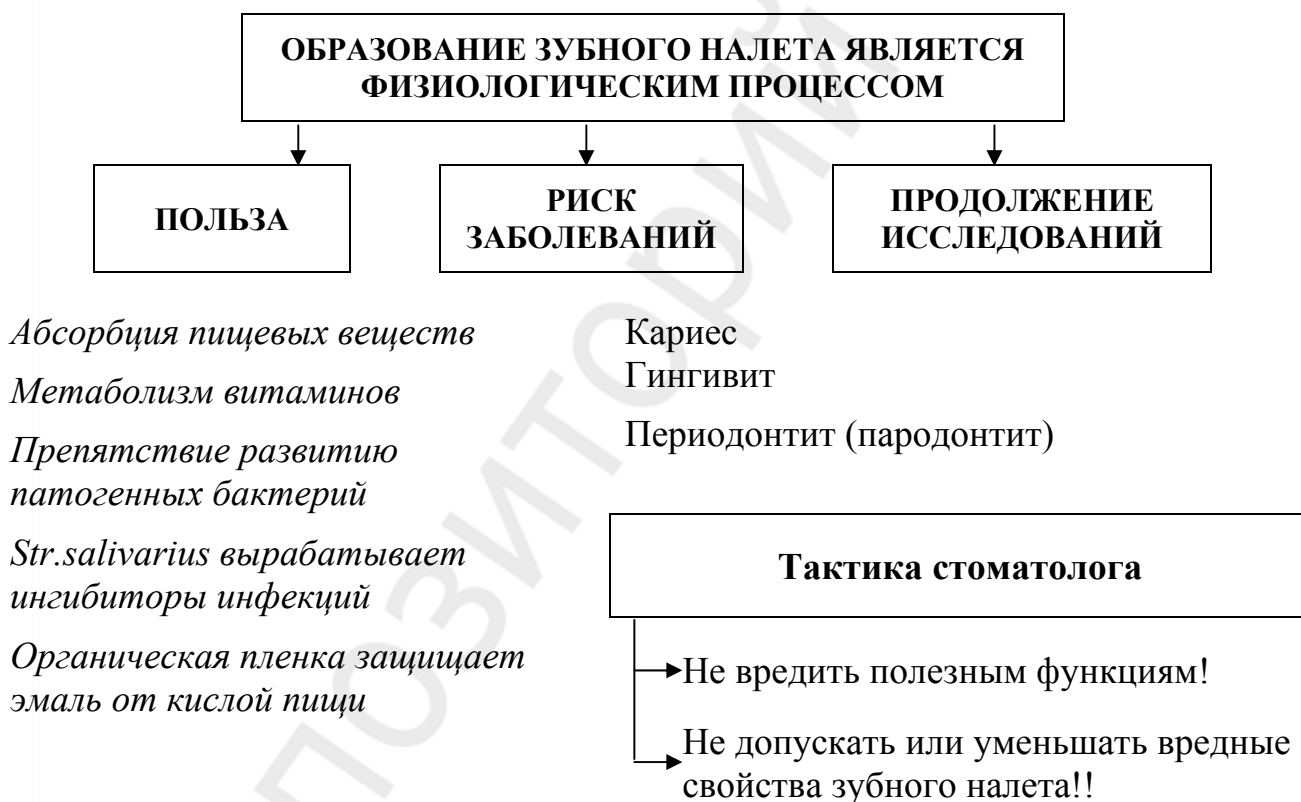 ОБРАЗОВАНИЕ ЗУБНОГО НАЛЕТА ЯВЛЯЕТСЯ
ФИЗИОЛОГИЧЕСКИМ ПРОЦЕССОМ
ПОЛЬЗА
РИСК
ЗАБОЛЕВАНИЙ
ПРОДОЛЖЕНИЕ
ИССЛЕДОВАНИЙ
Абсорбция пищевых веществ
Метаболизм витаминов
Препятствие развитию
патогенных бактерий
Str.salivarius вырабатывает
ингибиторы инфекций
Органическая пленка защищает
эмаль от кислой пищи
Кариес
Гингивит
Периодонтит (пародонтит)
Тактика стоматолога
Не вредить полезным функциям!
Не допускать или уменьшать вредные
свойства зубного налета!!
позиторий